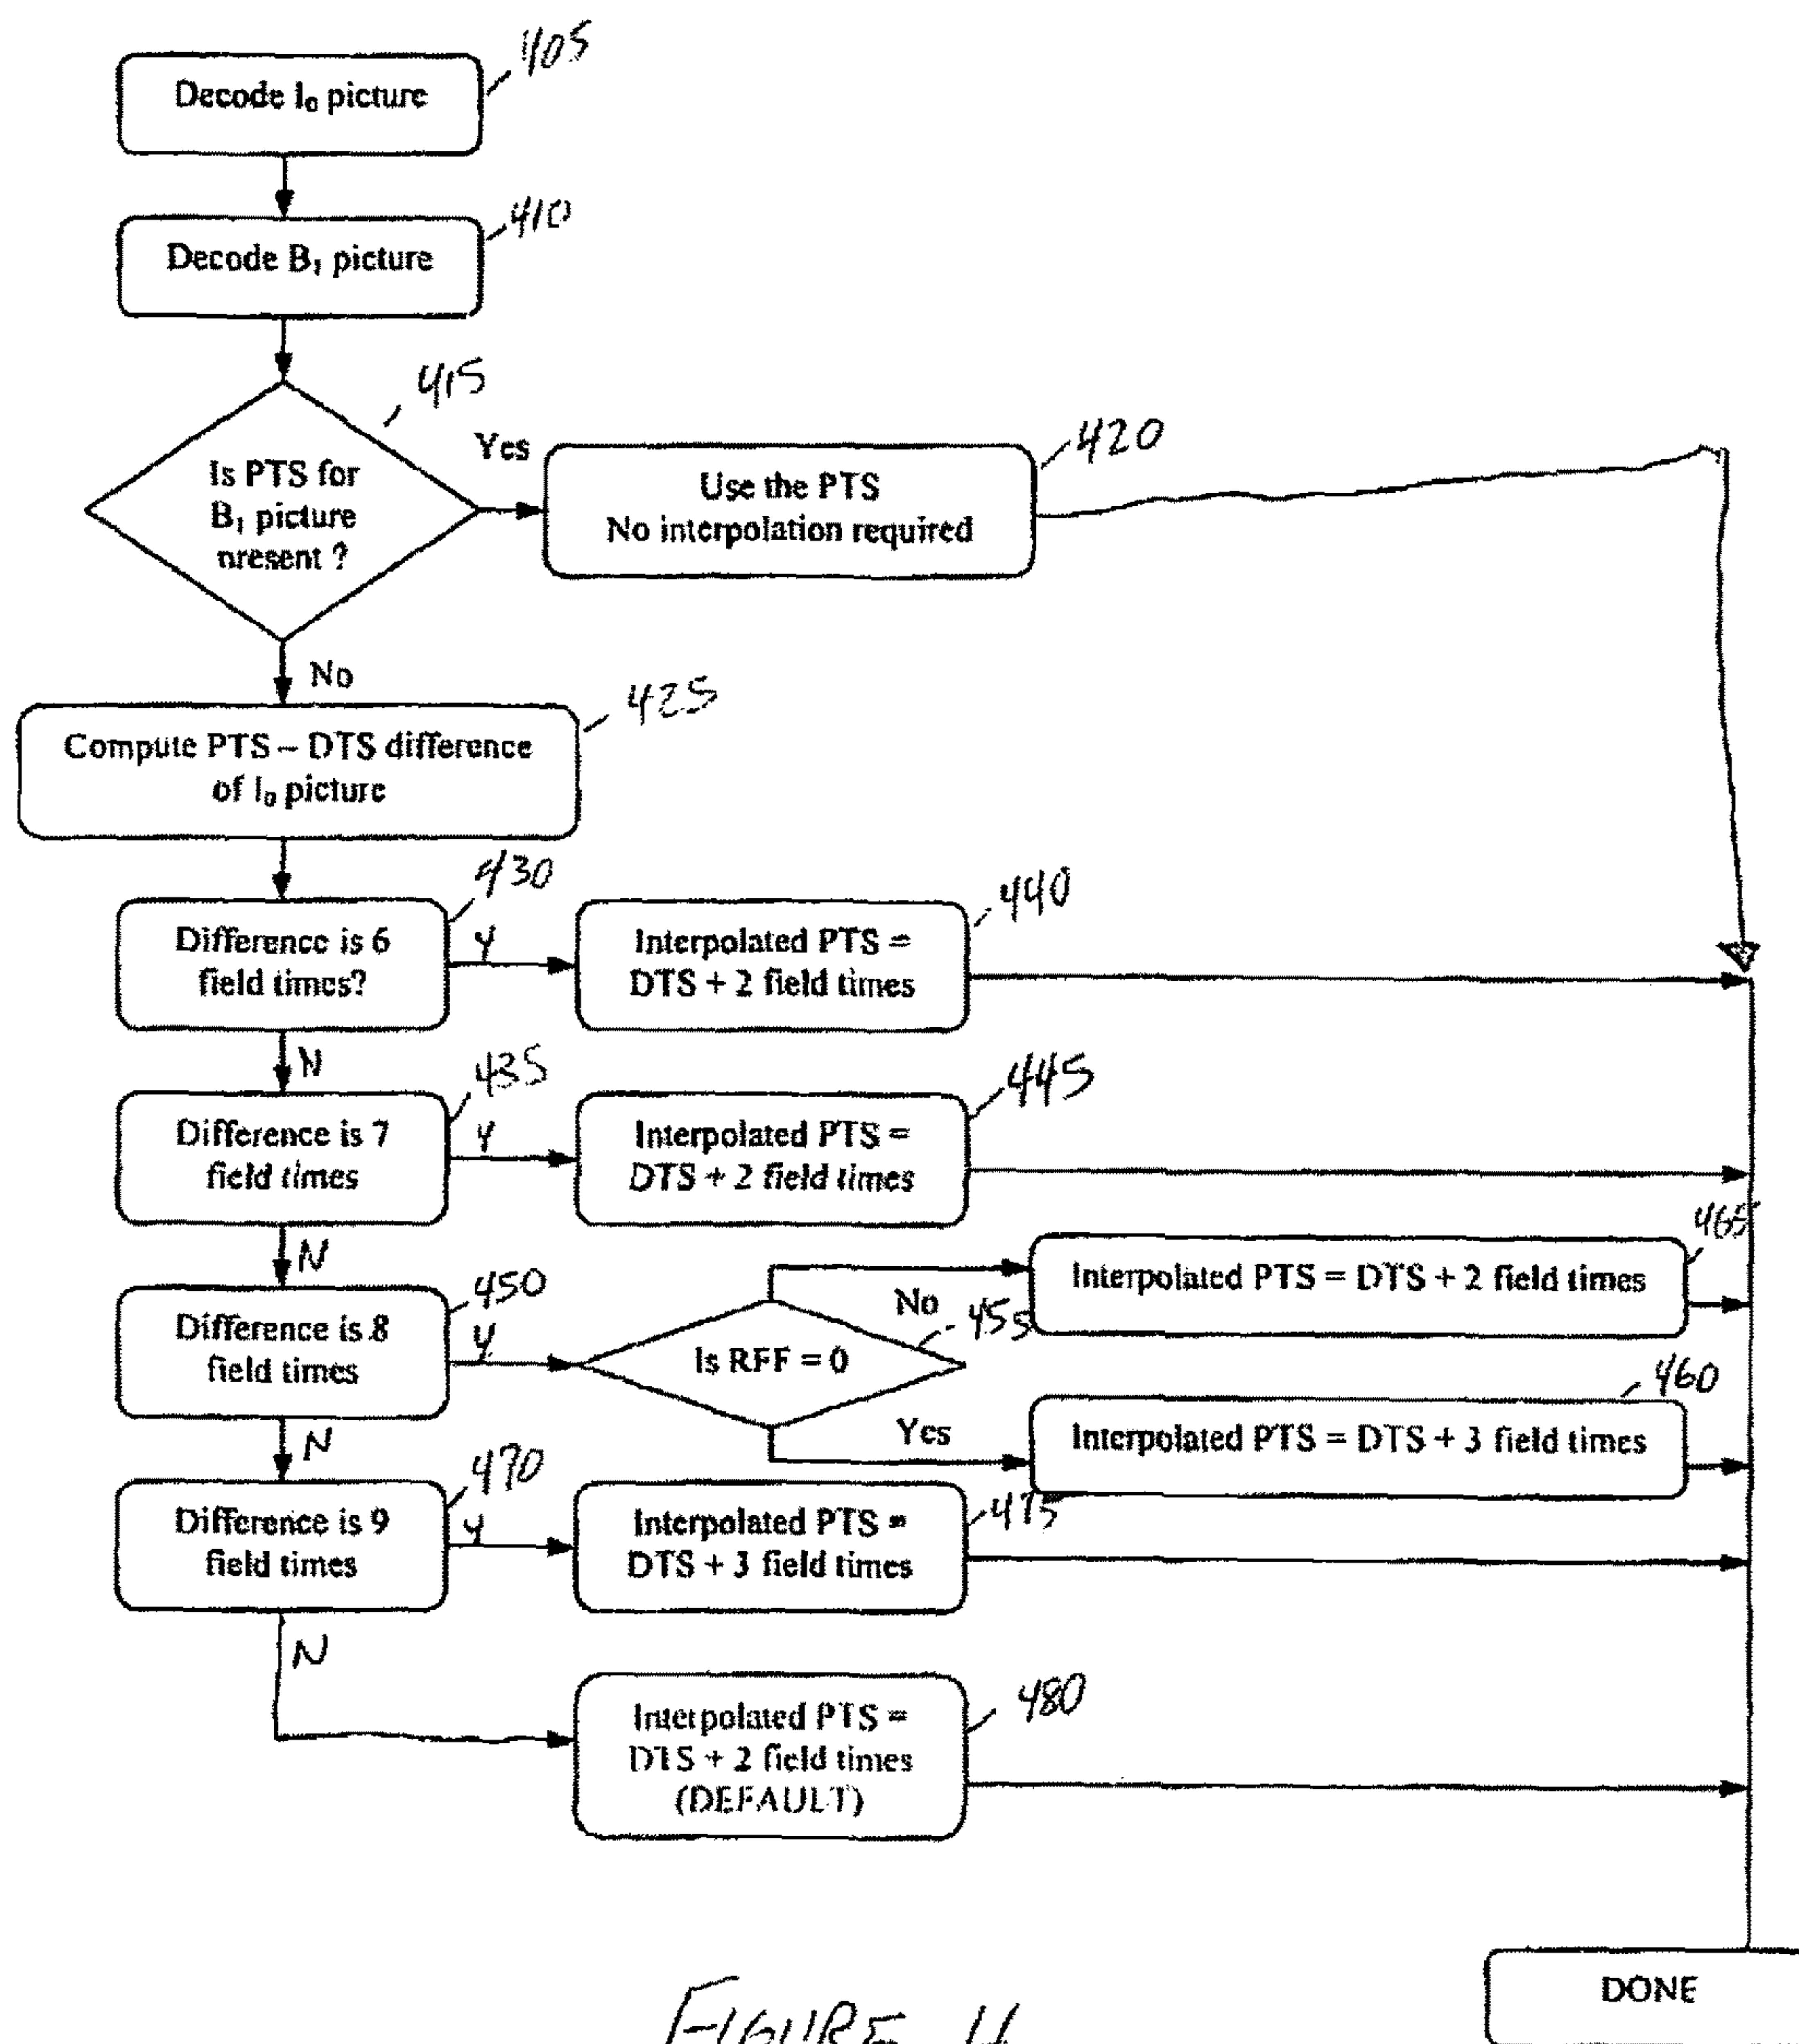 405
Decode I₀ picture
410
Decode B₁ picture
415
Is PTS for
B₁ picture
present ?
Yes
420
Use the PTS
No interpolation required
No
425
Compute PTS – DTS difference
of I₀ picture
430
Difference is 6
field times?
Y
440
Interpolated PTS =
DTS + 2 field times
N
435
Difference is 7
field times
Y
445
Interpolated PTS =
DTS + 2 field times
N
450
Difference is 8
field times
Y
Is RFF = 0
455
No
465
Interpolated PTS = DTS + 2 field times
Yes
460
Interpolated PTS = DTS + 3 field times
N
470
Difference is 9
field times
Y
475
Interpolated PTS =
DTS + 3 field times
N
480
Interpolated PTS =
DTS + 2 field times
(DEFAULT)
DONE
FIGURE 4